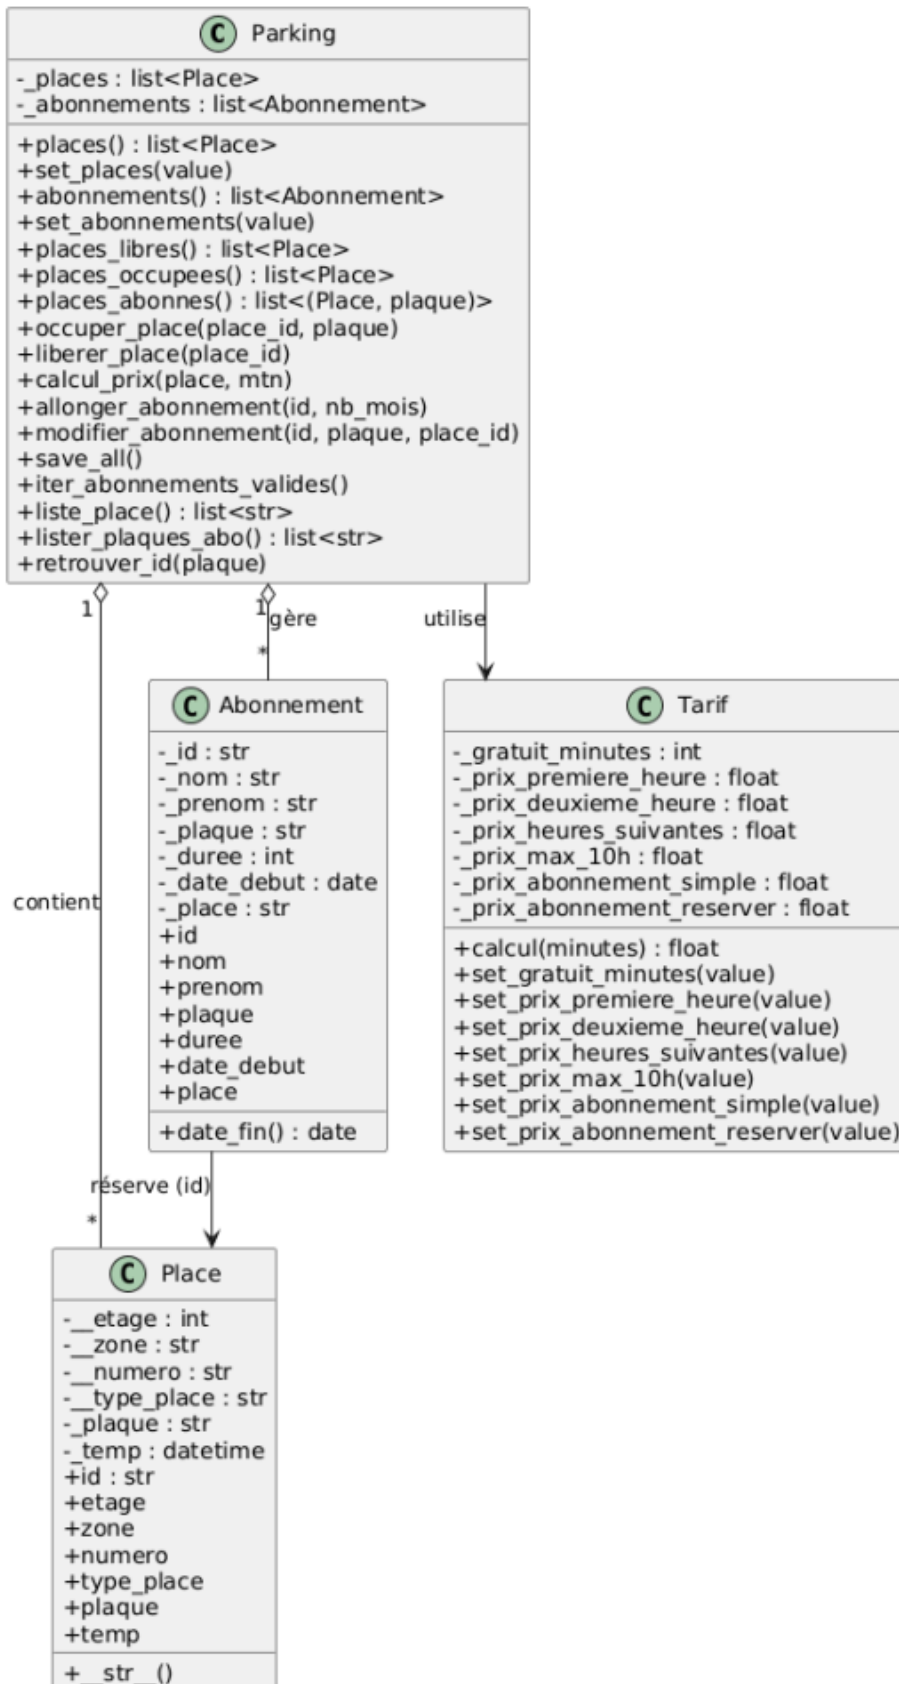 C Parking
-_places : list<Place>
-_abonnements : list<Abonnement>
+places() : list<Place>
+set_places(value)
+abonnements() : list<Abonnement>
+set_abonnements(value)
+places_libres() : list<Place>
+places_occupees() : list<Place>
+places_abonnes() : list<(Place, plaque)>
+occuper_place(place_id, plaque)
+liberer_place(place_id)
+calcul_prix(place, mtn)
+allonger_abonnement(id, nb_mois)
+modifier_abonnement(id, plaque, place_id)
+save_all()
+iter_abonnements_valides()
+liste_place() : list<str>
+lister_plaques_abo() : list<str>
+retrouver_id(plaque)
1
1
gère
*
utilise
C Abonnement
-_id : str
-_nom : str
-_prenom : str
-_plaque : str
-_duree : int
-_date_debut : date
-_place : str
+id
+nom
+prenom
+plaque
+duree
+date_debut
+place
+date_fin() : date
C Tarif
-_gratuit_minutes : int
-_prix_premiere_heure : float
-_prix_deuxieme_heure : float
-_prix_heures_suivantes : float
-_prix_max_10h : float
-_prix_abonnement_simple : float
-_prix_abonnement_reserver : float
+calcul(minutes) : float
+set_gratuit_minutes(value)
+set_prix_premiere_heure(value)
+set_prix_deuxieme_heure(value)
+set_prix_heures_suivantes(value)
+set_prix_max_10h(value)
+set_prix_abonnement_simple(value)
+set_prix_abonnement_reserver(value)
contient
réserve (id)
*
C Place
-__etage : int
-__zone : str
-__numero : str
-__type_place : str
-_plaque : str
-_temp : datetime
+id : str
+etage
+zone
+numero
+type_place
+plaque
+temp
+__str__()